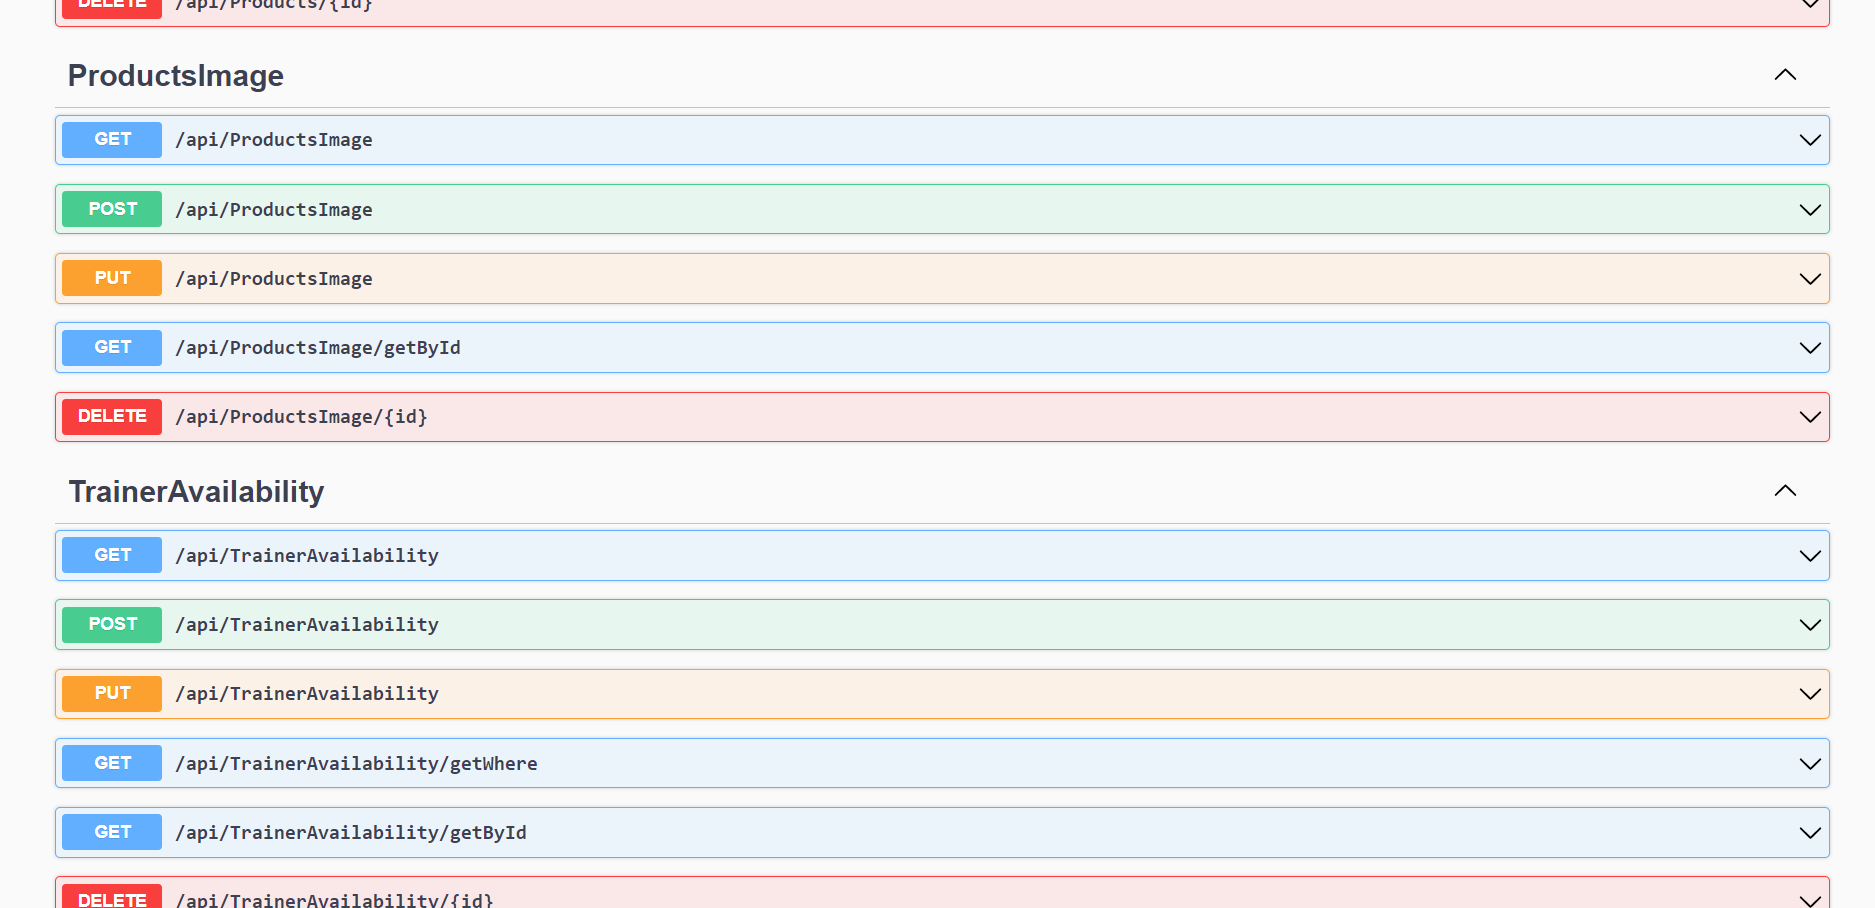 DELETE /api/Products/{id}
ProductsImage
GET /api/ProductsImage
POST /api/ProductsImage
PUT /api/ProductsImage
GET /api/ProductsImage/getById
DELETE /api/ProductsImage/{id}
TrainerAvailability
GET /api/TrainerAvailability
POST /api/TrainerAvailability
PUT /api/TrainerAvailability
GET /api/TrainerAvailability/getWhere
GET /api/TrainerAvailability/getById
DELETE /api/TrainerAvailability/{id}